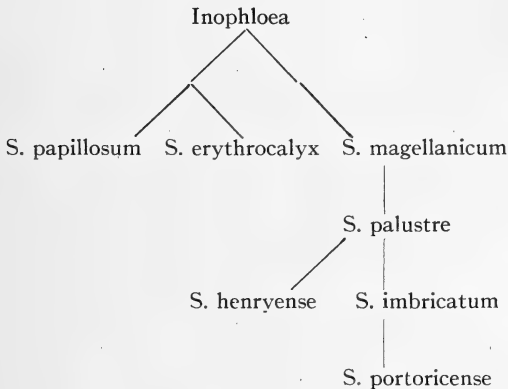 Inophloea
S. papillosum S. erythrocalyx S. magellanicum
S. palustre
S. henryense S. imbricatum
S. portoricense